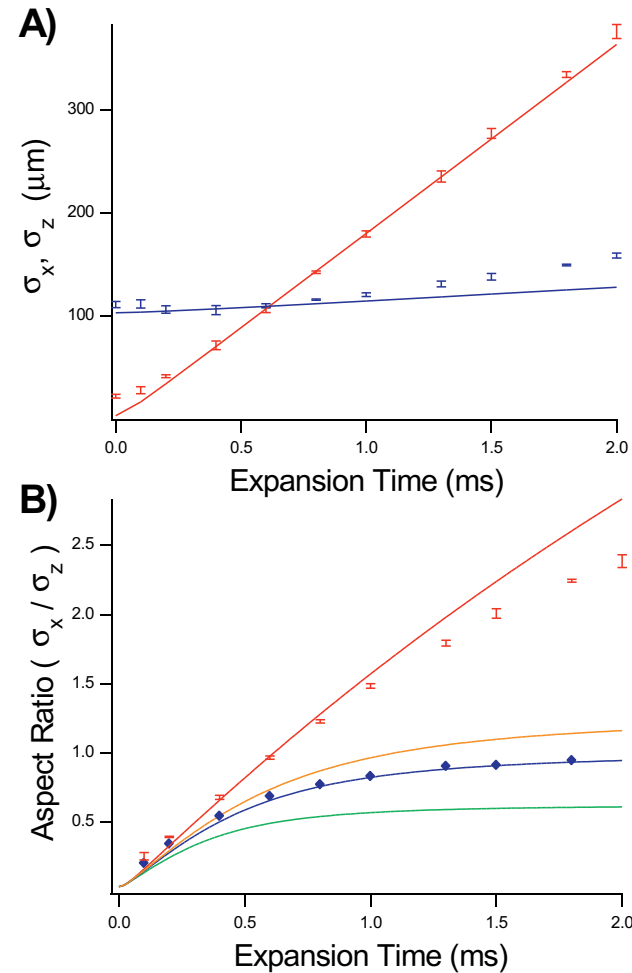 A)
σx, σz (μm)
300
200
100
0.0 0.5 1.0 1.5 2.0
Expansion Time (ms)
B)
Aspect Ratio ( σx / σz )
2.5
2.0
1.5
1.0
0.5
0.0 0.5 1.0 1.5 2.0
Expansion Time (ms)